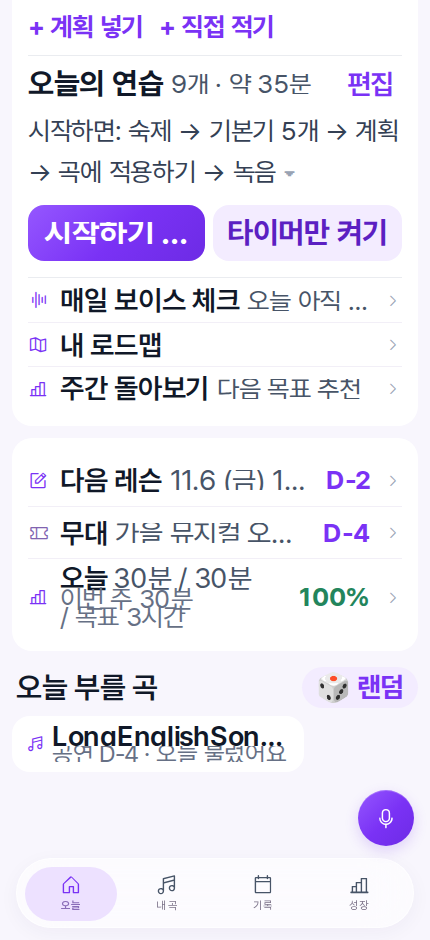 + 계획 넣기 + 직접 적기
오늘의 연습 9개 · 약 35분 편집
시작하면: 숙제 → 기본기 5개 → 계획
→ 곡에 적용하기 → 녹음
시작하기 ... 타이머만 켜기
매일 보이스 체크 오늘 아직 ...
내 로드맵
주간 돌아보기 다음 목표 추천
다음 레슨 11.6 (금) 1... D-2
무대 가을 뮤지컬 오... D-4
오늘 30분 / 30분 100%
이번 주 30분
/ 목표 3시간
오늘 부를 곡 랜덤
LongEnglishSon...
공연 D-4 · 오늘 불렀어요
오늘 내 곡 기록 성장